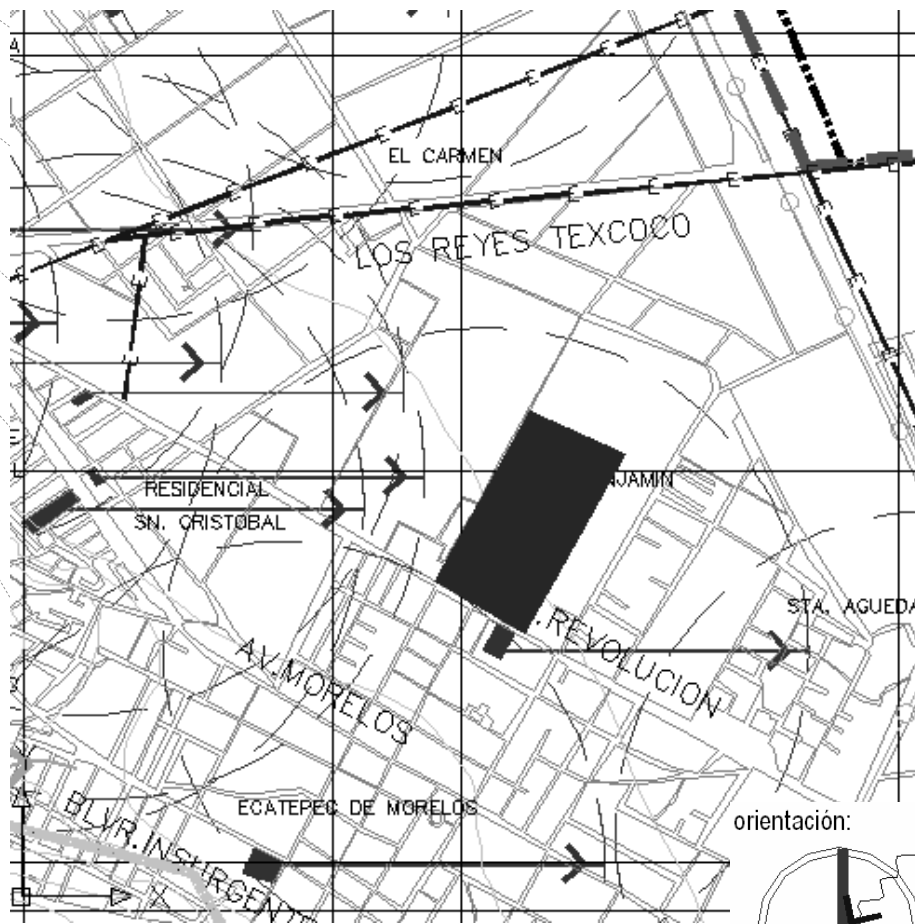 EL CARMEN
LOS REYES TEXCOCO
NJAMIN
RESIDENCIAL
SN. CRISTOBAL
STA. AGUEDA
. REVOLUCION
AV.MORELOS
ECATEPEC DE MORELOS
BLVR.INSURGENTE
orientación:
Y
X